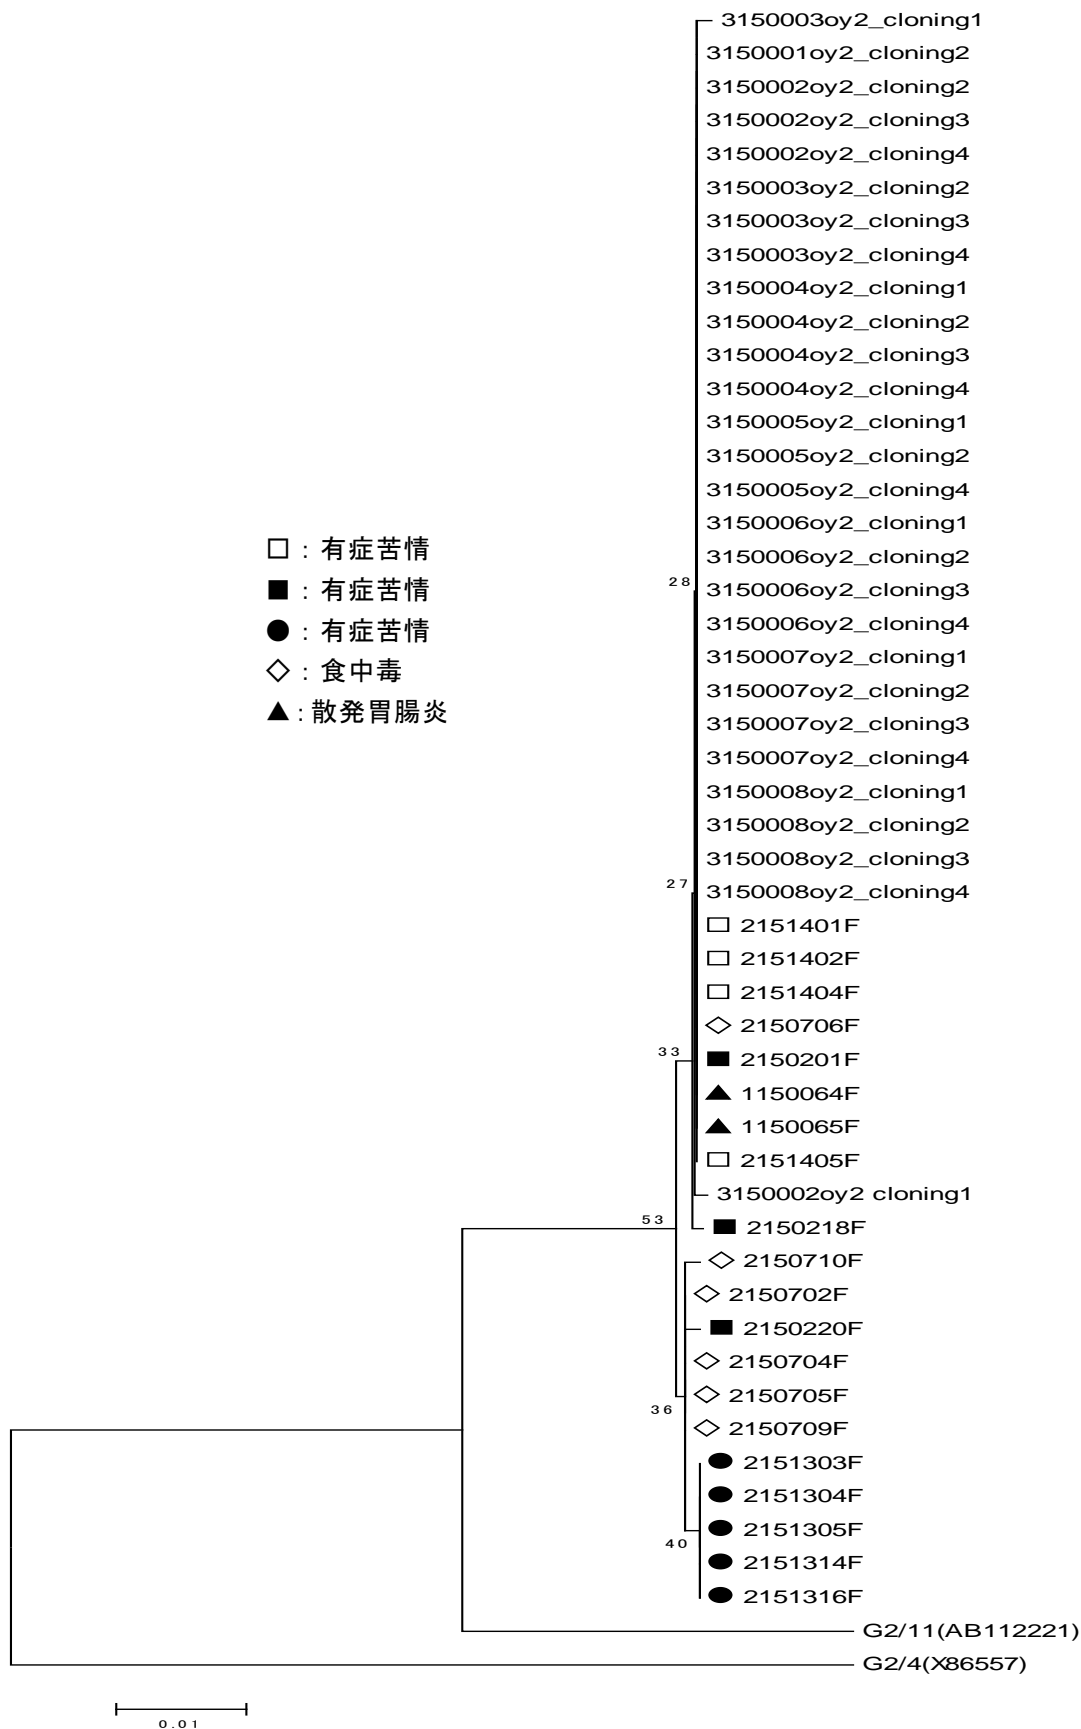 3150003oy2_cloning1
3150001oy2_cloning2
3150002oy2_cloning2
3150002oy2_cloning3
3150002oy2_cloning4
3150003oy2_cloning2
3150003oy2_cloning3
3150003oy2_cloning4
3150004oy2_cloning1
3150004oy2_cloning2
3150004oy2_cloning3
3150004oy2_cloning4
3150005oy2_cloning1
3150005oy2_cloning2
3150005oy2_cloning4
3150006oy2_cloning1
3150006oy2_cloning2
3150006oy2_cloning3
3150006oy2_cloning4
3150007oy2_cloning1
3150007oy2_cloning2
3150007oy2_cloning3
3150007oy2_cloning4
3150008oy2_cloning1
3150008oy2_cloning2
3150008oy2_cloning3
3150008oy2_cloning4
□ 2151401F
□ 2151402F
□ 2151404F
◇ 2150706F
■ 2150201F
▲ 1150064F
▲ 1150065F
□ 2151405F
3150002oy2 cloning1
■ 2150218F
◇ 2150710F
◇ 2150702F
■ 2150220F
◇ 2150704F
◇ 2150705F
◇ 2150709F
● 2151303F
● 2151304F
● 2151305F
● 2151314F
● 2151316F
G2/11(AB112221)
G2/4(X86557)
28
27
33
53
36
40
□ : 有症苦情
■ : 有症苦情
● : 有症苦情
◇ : 食中毒
▲ : 散発胃腸炎
0.01